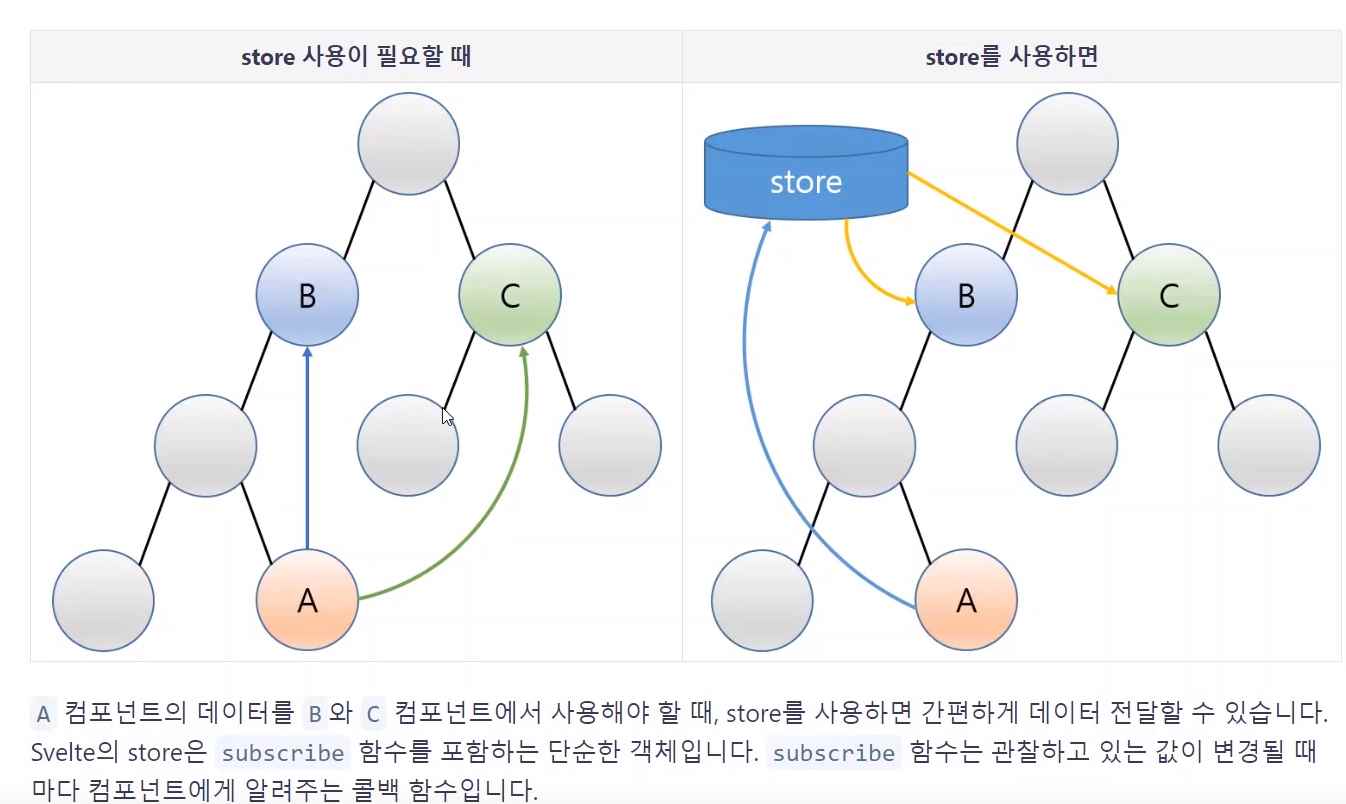 store 사용이 필요할 때
store를 사용하면
store
B
C
B
C
A
A
A 컴포넌트의 데이터를 B 와 C 컴포넌트에서 사용해야 할 때, store를 사용하면 간편하게 데이터 전달할 수 있습니다.
Svelte의 store은 subscribe 함수를 포함하는 단순한 객체입니다. subscribe 함수는 관찰하고 있는 값이 변경될 때
마다 컴포넌트에게 알려주는 콜백 함수입니다.